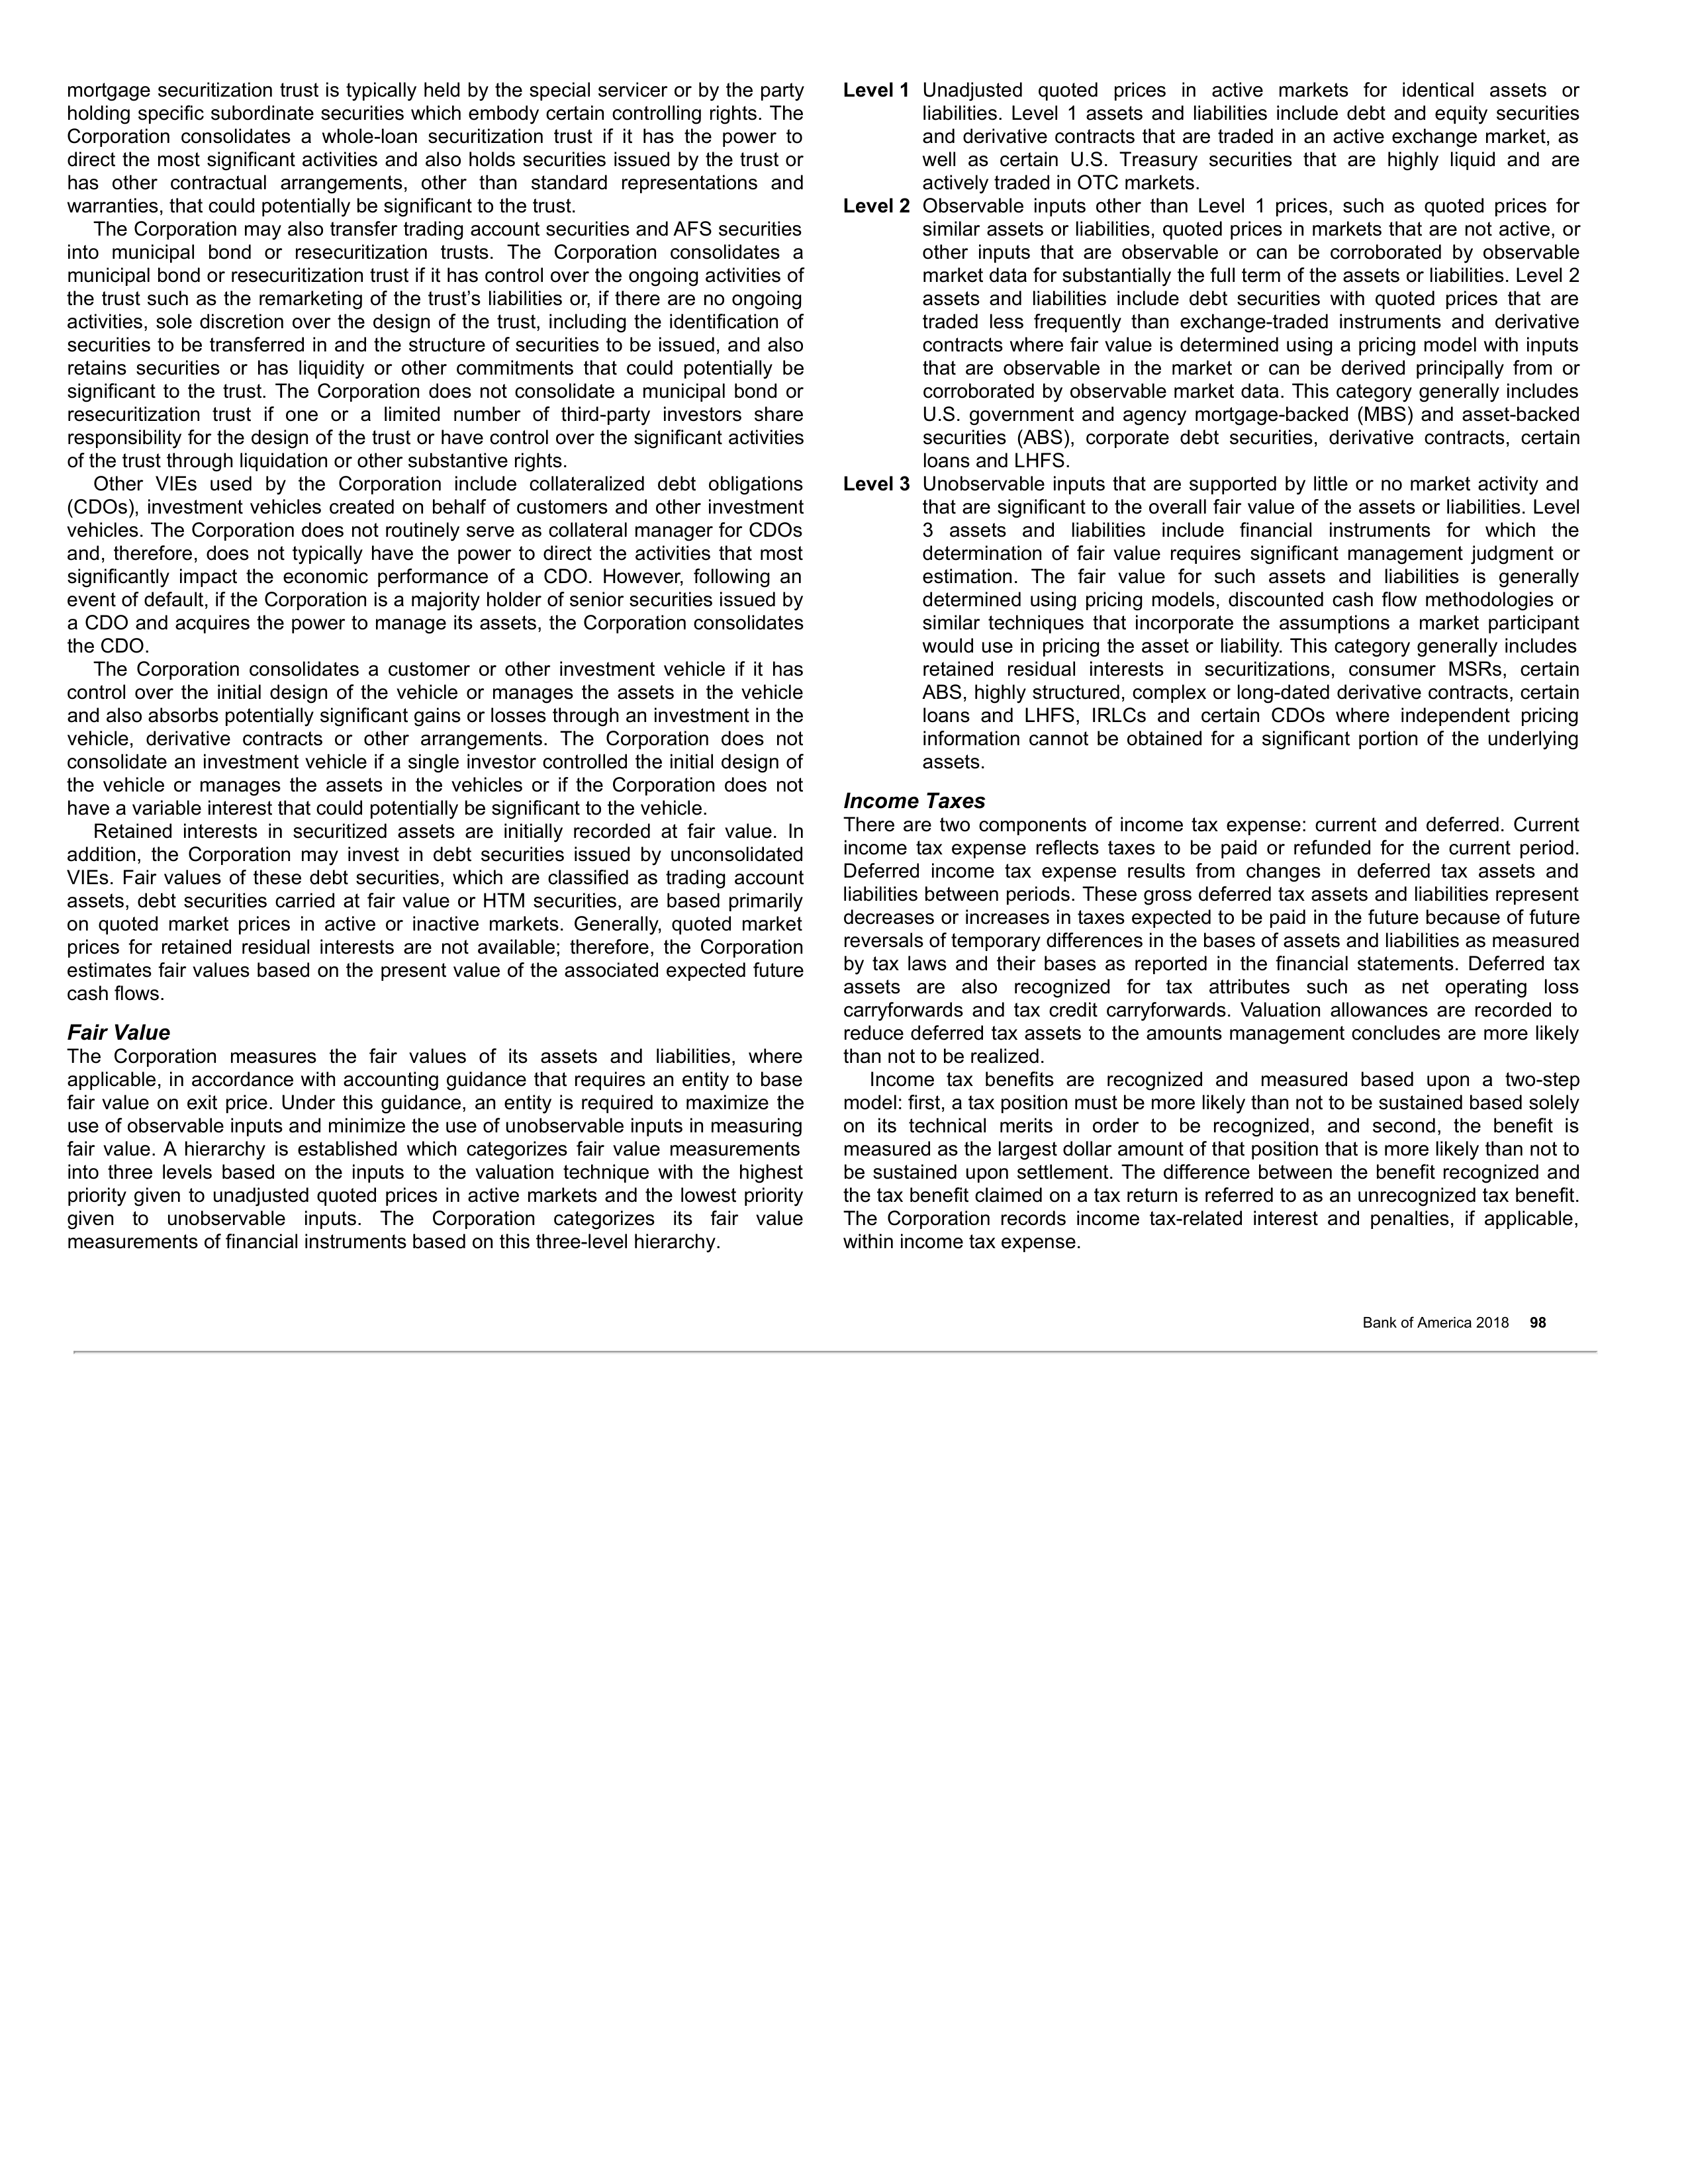 mortgage securitization trust is typically held by the special servicer or by the party
holding specific subordinate securities which embody certain controlling rights. The
Corporation consolidates a whole-loan securitization trust if it has the power to
direct the most significant activities and also holds securities issued by the trust or
has other contractual arrangements, other than standard representations and
warranties, that could potentially be significant to the trust.
The Corporation may also transfer trading account securities and AFS securities
into municipal bond or resecuritization trusts. The Corporation consolidates a
municipal bond or resecuritization trust if it has control over the ongoing activities of
the trust such as the remarketing of the trust’s liabilities or, if there are no ongoing
activities, sole discretion over the design of the trust, including the identification of
securities to be transferred in and the structure of securities to be issued, and also
retains securities or has liquidity or other commitments that could potentially be
significant to the trust. The Corporation does not consolidate a municipal bond or
resecuritization trust if one or a limited number of third-party investors share
responsibility for the design of the trust or have control over the significant activities
of the trust through liquidation or other substantive rights.
Other VIEs used by the Corporation include collateralized debt obligations
(CDOs), investment vehicles created on behalf of customers and other investment
vehicles. The Corporation does not routinely serve as collateral manager for CDOs
and, therefore, does not typically have the power to direct the activities that most
significantly impact the economic performance of a CDO. However, following an
event of default, if the Corporation is a majority holder of senior securities issued by
a CDO and acquires the power to manage its assets, the Corporation consolidates
the CDO.
The Corporation consolidates a customer or other investment vehicle if it has
control over the initial design of the vehicle or manages the assets in the vehicle
and also absorbs potentially significant gains or losses through an investment in the
vehicle, derivative contracts or other arrangements. The Corporation does not
consolidate an investment vehicle if a single investor controlled the initial design of
the vehicle or manages the assets in the vehicles or if the Corporation does not
have a variable interest that could potentially be significant to the vehicle.
Retained interests in securitized assets are initially recorded at fair value. In
addition, the Corporation may invest in debt securities issued by unconsolidated
VIEs. Fair values of these debt securities, which are classified as trading account
assets, debt securities carried at fair value or HTM securities, are based primarily
on quoted market prices in active or inactive markets. Generally, quoted market
prices for retained residual interests are not available; therefore, the Corporation
estimates fair values based on the present value of the associated expected future
cash flows.
Fair Value
The Corporation measures the fair values of its assets and liabilities, where
applicable, in accordance with accounting guidance that requires an entity to base
fair value on exit price. Under this guidance, an entity is required to maximize the
use of observable inputs and minimize the use of unobservable inputs in measuring
fair value. A hierarchy is established which categorizes fair value measurements
into three levels based on the inputs to the valuation technique with the highest
priority given to unadjusted quoted prices in active markets and the lowest priority
given to unobservable inputs. The Corporation categorizes its fair value
measurements of financial instruments based on this three-level hierarchy.
Level 1 Unadjusted quoted prices in active markets for identical assets or
liabilities. Level 1 assets and liabilities include debt and equity securities
and derivative contracts that are traded in an active exchange market, as
well as certain U.S. Treasury securities that are highly liquid and are
actively traded in OTC markets.
Level 2 Observable inputs other than Level 1 prices, such as quoted prices for
similar assets or liabilities, quoted prices in markets that are not active, or
other inputs that are observable or can be corroborated by observable
market data for substantially the full term of the assets or liabilities. Level 2
assets and liabilities include debt securities with quoted prices that are
traded less frequently than exchange-traded instruments and derivative
contracts where fair value is determined using a pricing model with inputs
that are observable in the market or can be derived principally from or
corroborated by observable market data. This category generally includes
U.S. government and agency mortgage-backed (MBS) and asset-backed
securities (ABS), corporate debt securities, derivative contracts, certain
loans and LHFS.
Level 3 Unobservable inputs that are supported by little or no market activity and
that are significant to the overall fair value of the assets or liabilities. Level
3 assets and liabilities include financial instruments for which the
determination of fair value requires significant management judgment or
estimation. The fair value for such assets and liabilities is generally
determined using pricing models, discounted cash flow methodologies or
similar techniques that incorporate the assumptions a market participant
would use in pricing the asset or liability. This category generally includes
retained residual interests in securitizations, consumer MSRs, certain
ABS, highly structured, complex or long-dated derivative contracts, certain
loans and LHFS, IRLCs and certain CDOs where independent pricing
information cannot be obtained for a significant portion of the underlying
assets.
Income Taxes
There are two components of income tax expense: current and deferred. Current
income tax expense reflects taxes to be paid or refunded for the current period.
Deferred income tax expense results from changes in deferred tax assets and
liabilities between periods. These gross deferred tax assets and liabilities represent
decreases or increases in taxes expected to be paid in the future because of future
reversals of temporary differences in the bases of assets and liabilities as measured
by tax laws and their bases as reported in the financial statements. Deferred tax
assets are also recognized for tax attributes such as net operating loss
carryforwards and tax credit carryforwards. Valuation allowances are recorded to
reduce deferred tax assets to the amounts management concludes are more likely
than not to be realized.
Income tax benefits are recognized and measured based upon a two-step
model: first, a tax position must be more likely than not to be sustained based solely
on its technical merits in order to be recognized, and second, the benefit is
measured as the largest dollar amount of that position that is more likely than not to
be sustained upon settlement. The difference between the benefit recognized and
the tax benefit claimed on a tax return is referred to as an unrecognized tax benefit.
The Corporation records income tax-related interest and penalties, if applicable,
within income tax expense.
Bank of America 2018 98